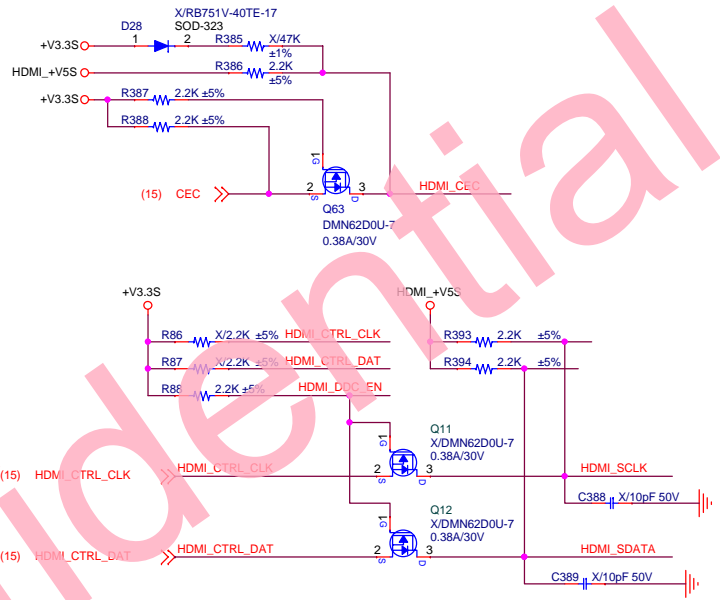 X/RB751V-40TE-17
D28 SOD-323
+V3.3S 1 2 R385 X/47K
±1%
HDMI_+V5S R386 2.2K
±5%
+V3.3S R387 2.2K ±5%
R388 2.2K ±5%
1
G
(15) CEC 2 3 HDMI_CEC
S D
Q63
DMN62D0U-7
0.38A/30V
+V3.3S HDMI_+V5S
R86 X/2.2K ±5% HDMI_CTRL_CLK R393 2.2K ±5%
R87 X/2.2K ±5% HDMI_CTRL_DAT R394 2.2K ±5%
R88 2.2K ±5% HDMI_DDC_EN
Q11
X/DMN62D0U-7
0.38A/30V
1
G
(15) HDMI_CTRL_CLK HDMI_CTRL_CLK 2 3 HDMI_SCLK
S D
C388 X/10pF 50V
Q12
X/DMN62D0U-7
0.38A/30V
1
G
(15) HDMI_CTRL_DAT HDMI_CTRL_DAT 2 3 HDMI_SDATA
S D
C389 X/10pF 50V
fidential